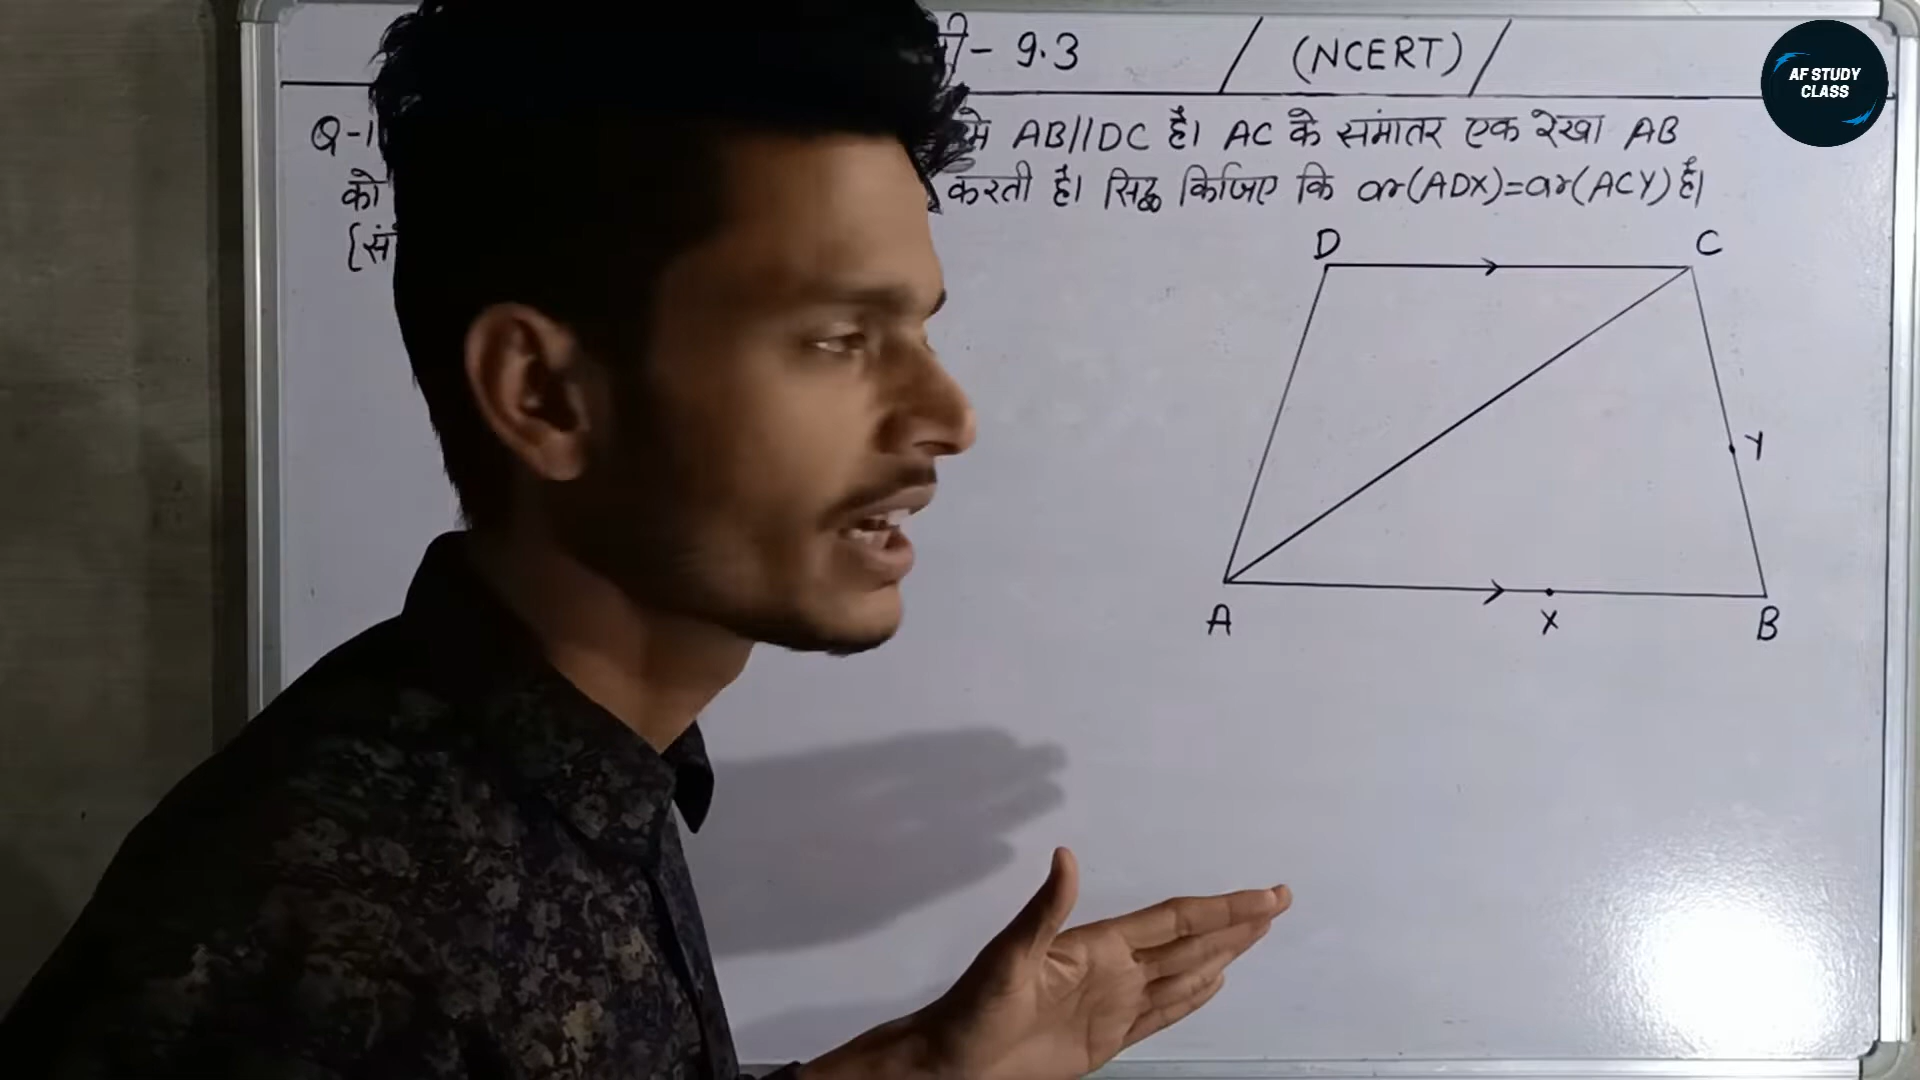 - 9.3 / (NCERT) /
AF STUDY
CLASS
Q-1 में AB//DC है। AC के समांतर एक रेखा AB
को करती है। सिद्ध किजिए कि ar(ADX)=ar(ACY) है।
D C
Y
A X B